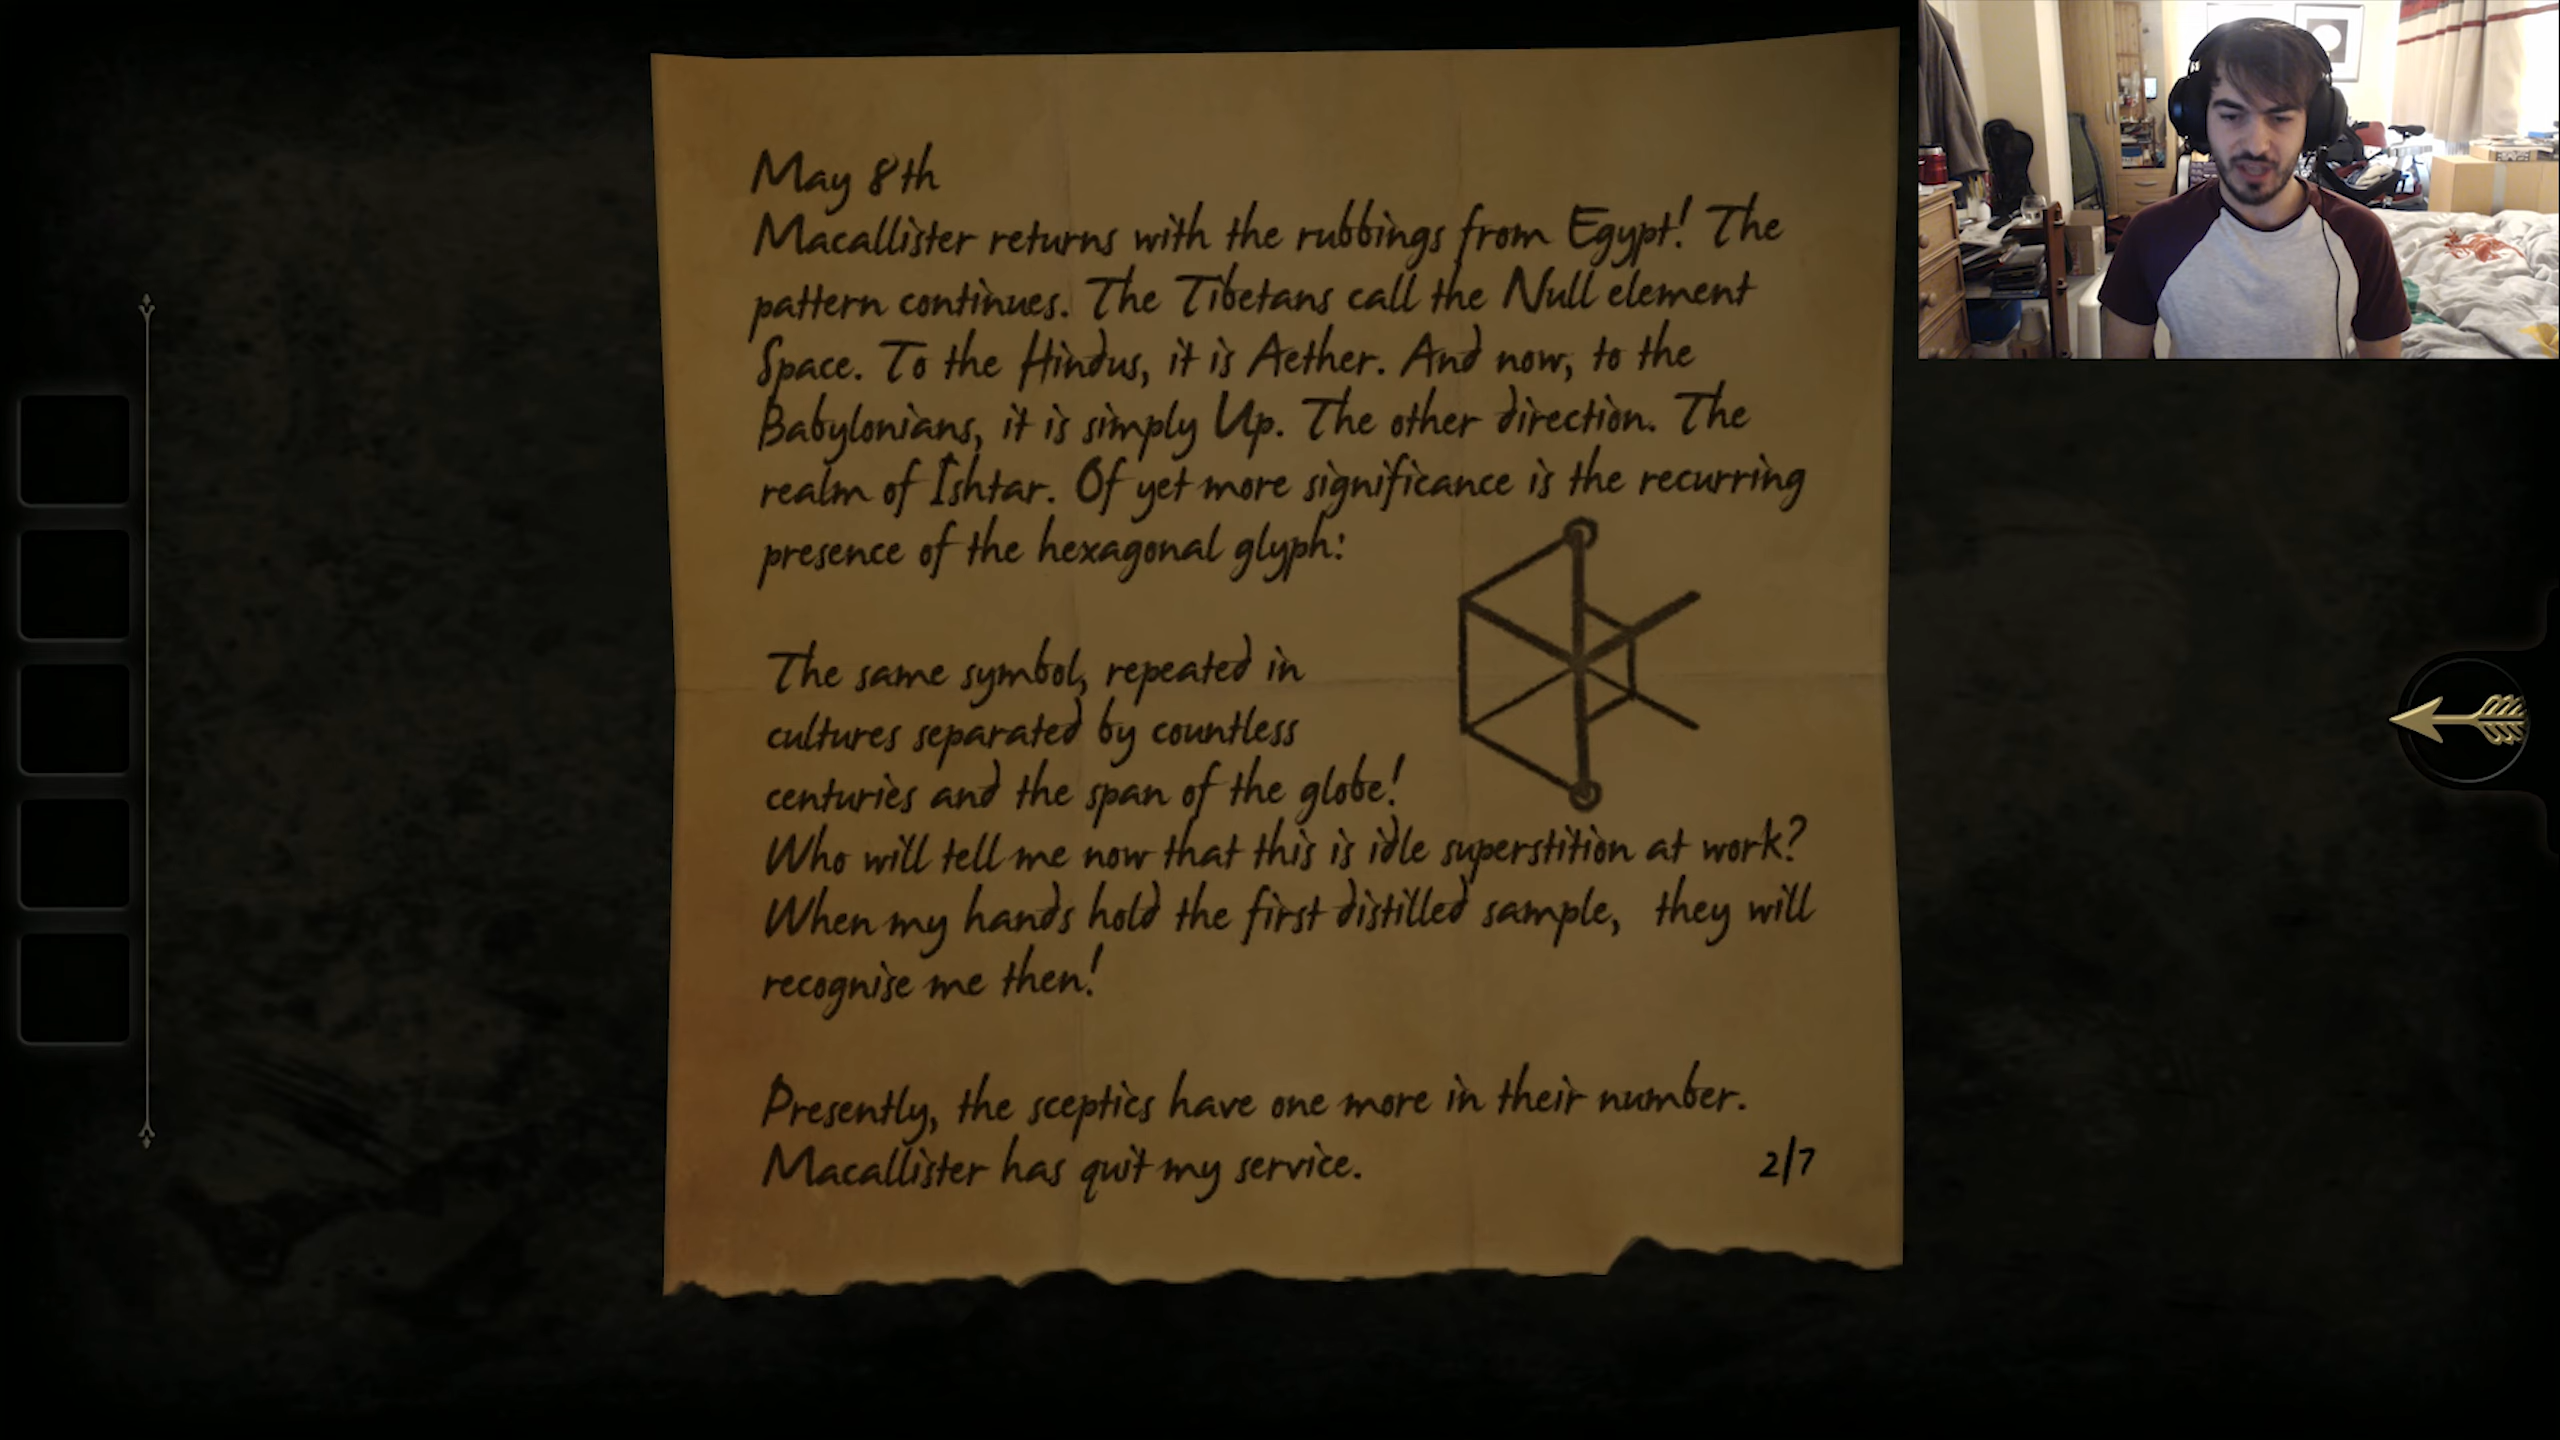 May 8th
Macallister returns with the rubbings from Egypt! The
pattern continues. The Tibetans call the Null element
Space. To the Hindus, it is Aether. And now, to the
Babylonians, it is simply Up. The other direction. The
realm of Ishtar. Of yet more significance is the recurring
presence of the hexagonal glyph:
The same symbol, repeated in
cultures separated by countless
centuries and the span of the globe!
Who will tell me now that this is idle superstition at work?
When my hands hold the first distilled sample, they will
recognise me then!
Presently, the sceptics have one more in their number.
Macallister has quit my service.
2/7